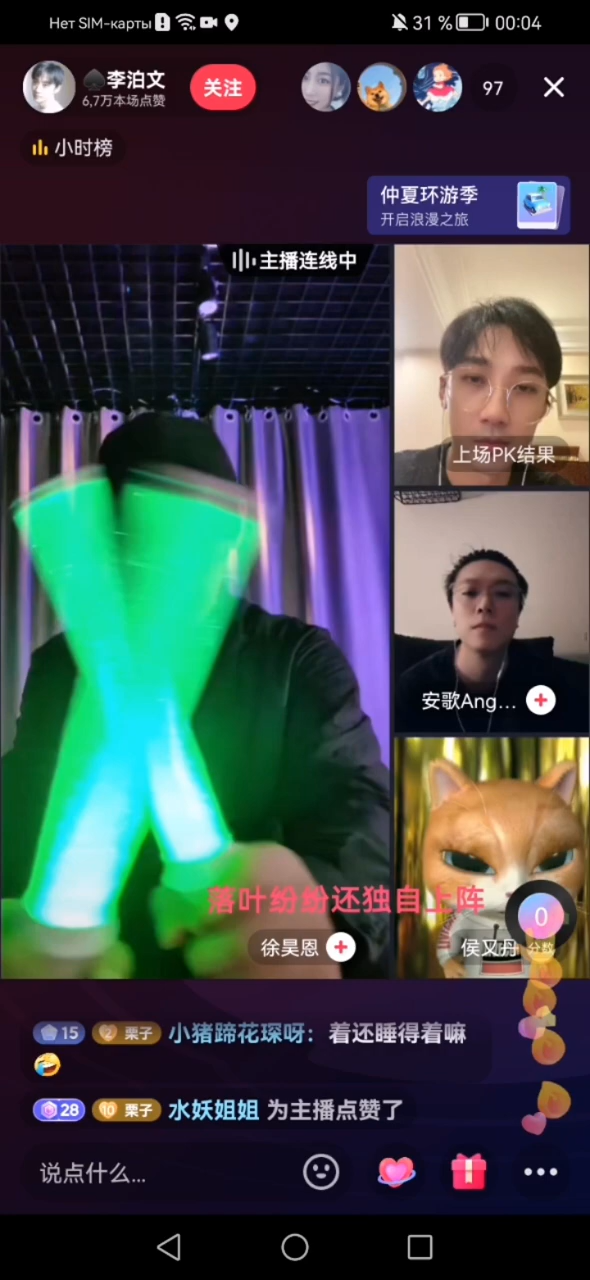 Нет SIM-карты 31 % 00:04
李泊文
6,7万本场点赞
关注
97
小时榜
仲夏环游季
开启浪漫之旅
主播连线中
上场PK结果
安歌Ang...
落叶纷纷还独自上阵
0
分数
徐昊恩
侯又丹
15 2 栗子 小猪蹄花琛呀：着还睡得着嘛
28 10 栗子 水妖姐姐 为主播点赞了
说点什么...